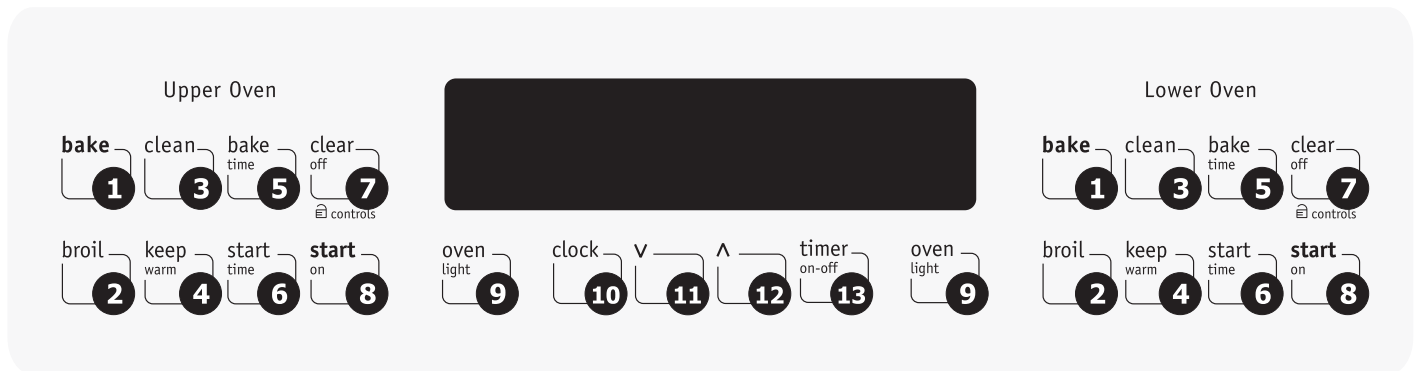 Upper Oven
bake clean bake clear
time off
1 3 5 7
controls
broil keep start start
warm time on
2 4 6 8
oven clock v ʌ timer oven
light on-off light
9 10 11 12 13 9
Lower Oven
bake clean bake clear
time off
1 3 5 7
controls
broil keep start start
warm time on
2 4 6 8